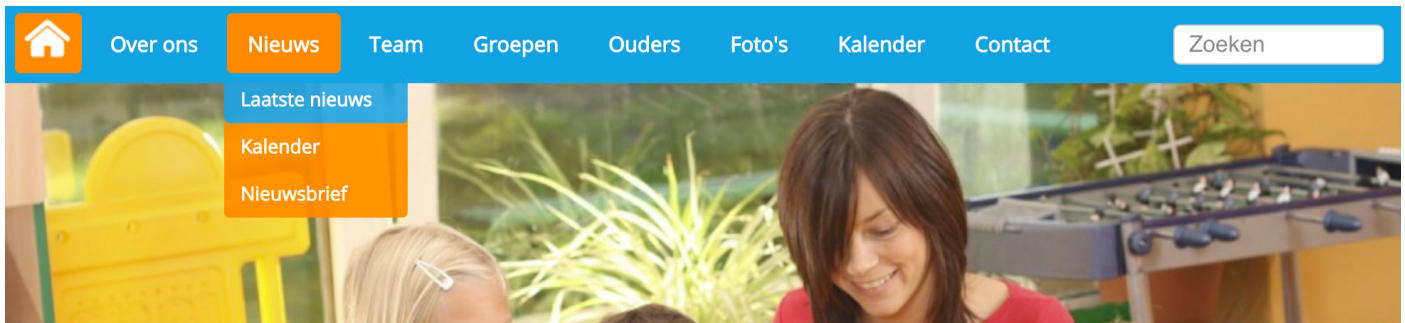 Over ons Nieuws Team Groepen Ouders Foto's Kalender Contact Zoeken
Laatste nieuws
Kalender
Nieuwsbrief